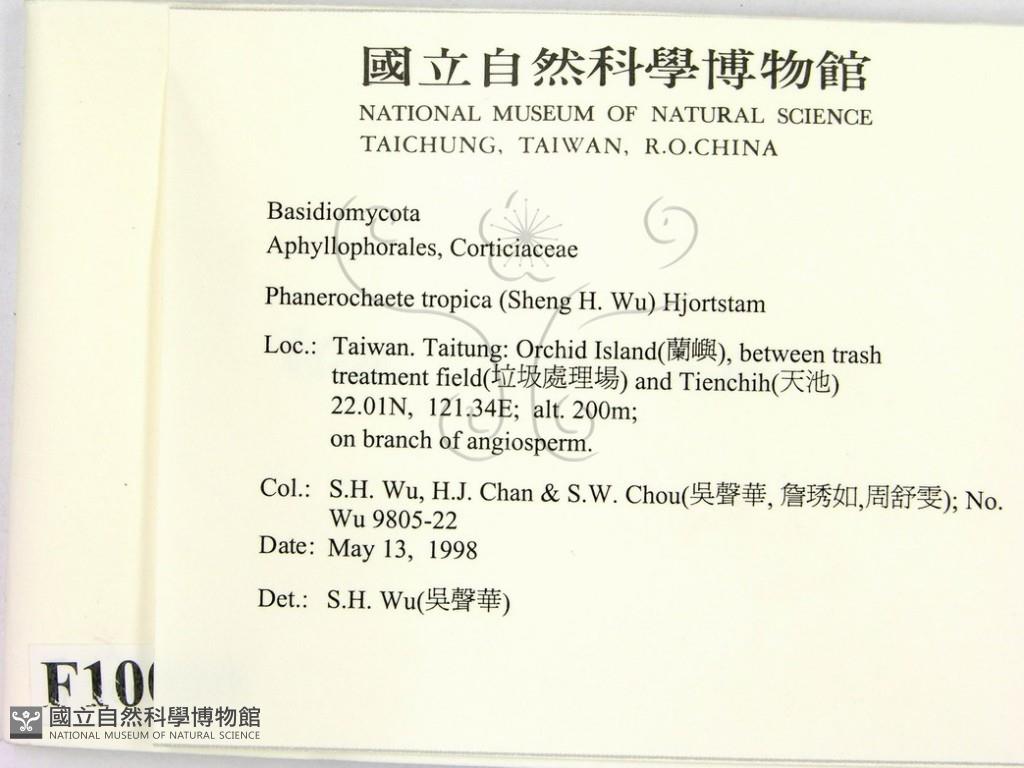 國立自然科學博物館
NATIONAL MUSEUM OF NATURAL SCIENCE
TAICHUNG, TAIWAN, R.O.CHINA
Basidiomycota
Aphyllophorales, Corticiaceae
Phanerochaete tropica (Sheng H. Wu) Hjortstam
Loc.: Taiwan. Taitung: Orchid Island(蘭嶼), between trash
treatment field(垃圾處理場) and Tienchih(天池)
22.01N, 121.34E; alt. 200m;
on branch of angiosperm.
Col.: S.H. Wu, H.J. Chan & S.W. Chou(吳聲華, 詹琇如,周舒雯); No.
Wu 9805-22
Date: May 13, 1998
Det.: S.H. Wu(吳聲華)
國立自然科學博物館
NATIONAL MUSEUM OF NATURAL SCIENCE